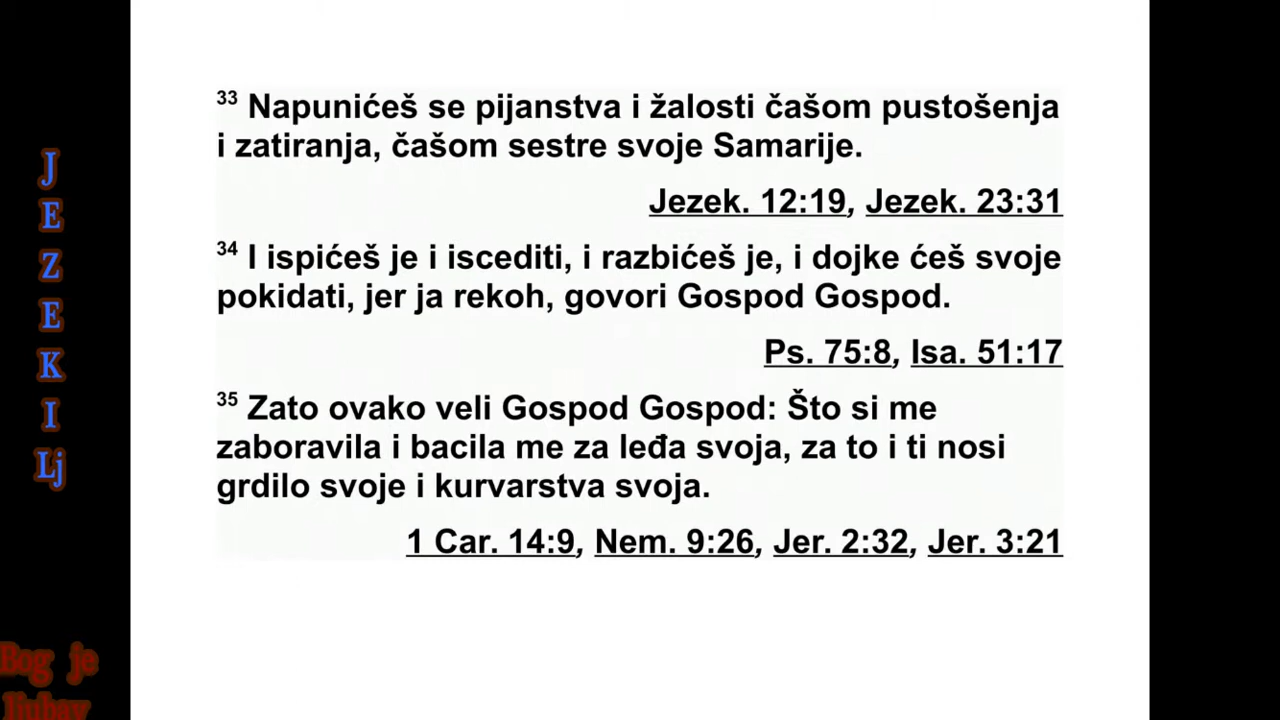 J
E
Z
E
K
I
Lj
33 Napunićeš se pijanstva i žalosti čašom pustošenja
i zatiranja, čašom sestre svoje Samarije.
Jezek. 12:19, Jezek. 23:31
34 I ispićeš je i iscediti, i razbićeš je, i dojke ćeš svoje
pokidati, jer ja rekoh, govori Gospod Gospod.
Ps. 75:8, Isa. 51:17
35 Zato ovako veli Gospod Gospod: Što si me
zaboravila i bacila me za leđa svoja, za to i ti nosi
grdilo svoje i kurvarstva svoja.
1 Car. 14:9, Nem. 9:26, Jer. 2:32, Jer. 3:21
Bog je
ljubav